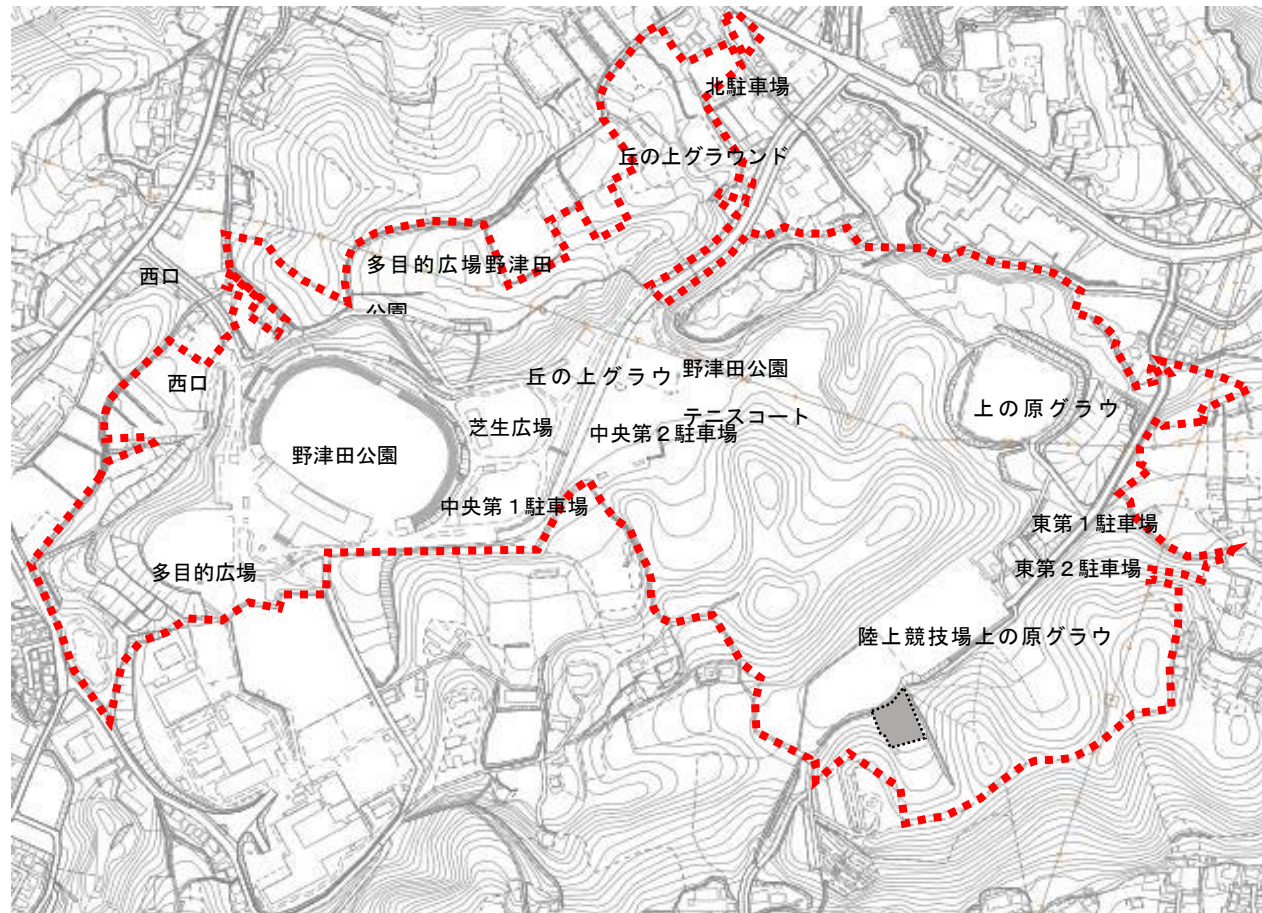 北駐車場
丘の上グラウンド
多目的広場野津田
西口
公園
野津田公園
丘の上グラウ
西口
上の原グラウ
テニスコート
芝生広場
中央第２駐車場
野津田公園
中央第１駐車場
東第１駐車場
東第２駐車場
多目的広場
陸上競技場上の原グラウ